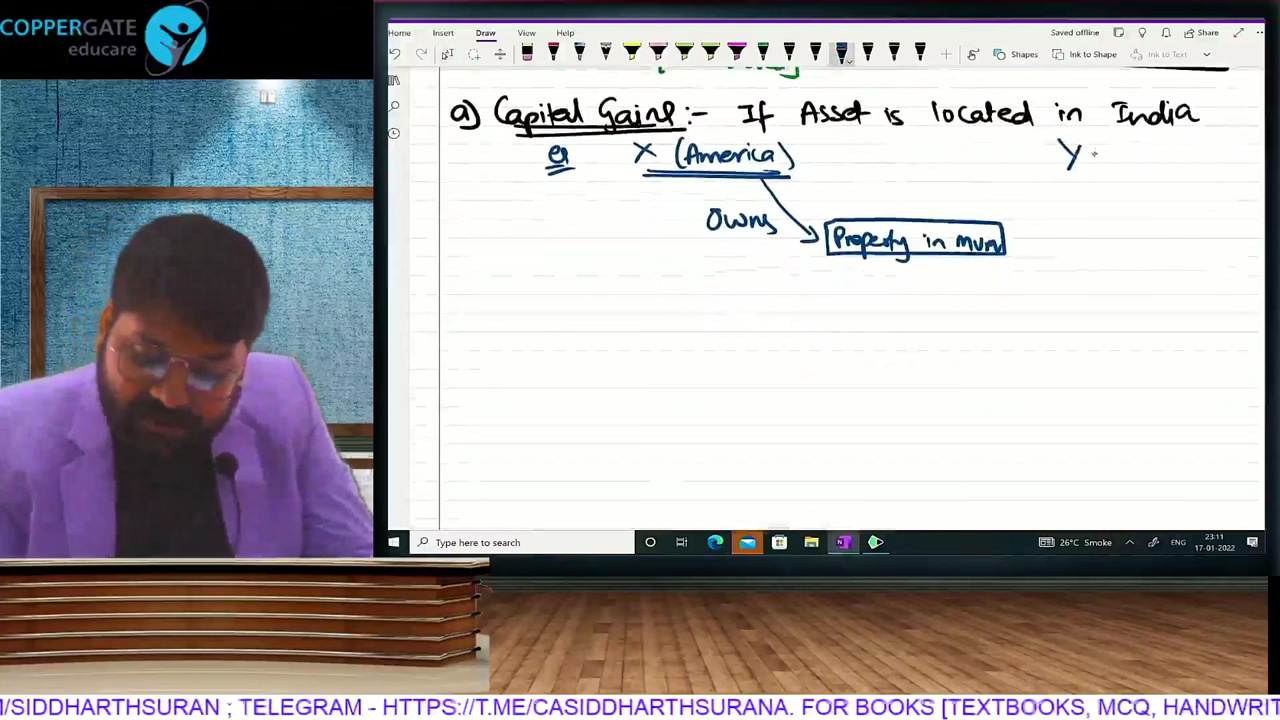 COPPERGATE
educare
Home Insert Draw View Help
Saved offline
Share
Shapes
Ink to Shape
Ink to Text
a) Capital Gains :- If Asset is located in India
X (America)
Y
Owns
Property in Mum
Type here to search
26°C Smoke
ENG
23:11
17-01-2022
M/SIDDHARTHSURAN ; TELEGRAM - HTTPS://T.ME/CASIDDHARTHSURANA. FOR BOOKS [TEXTBOOKS, MCQ, HANDWRIT